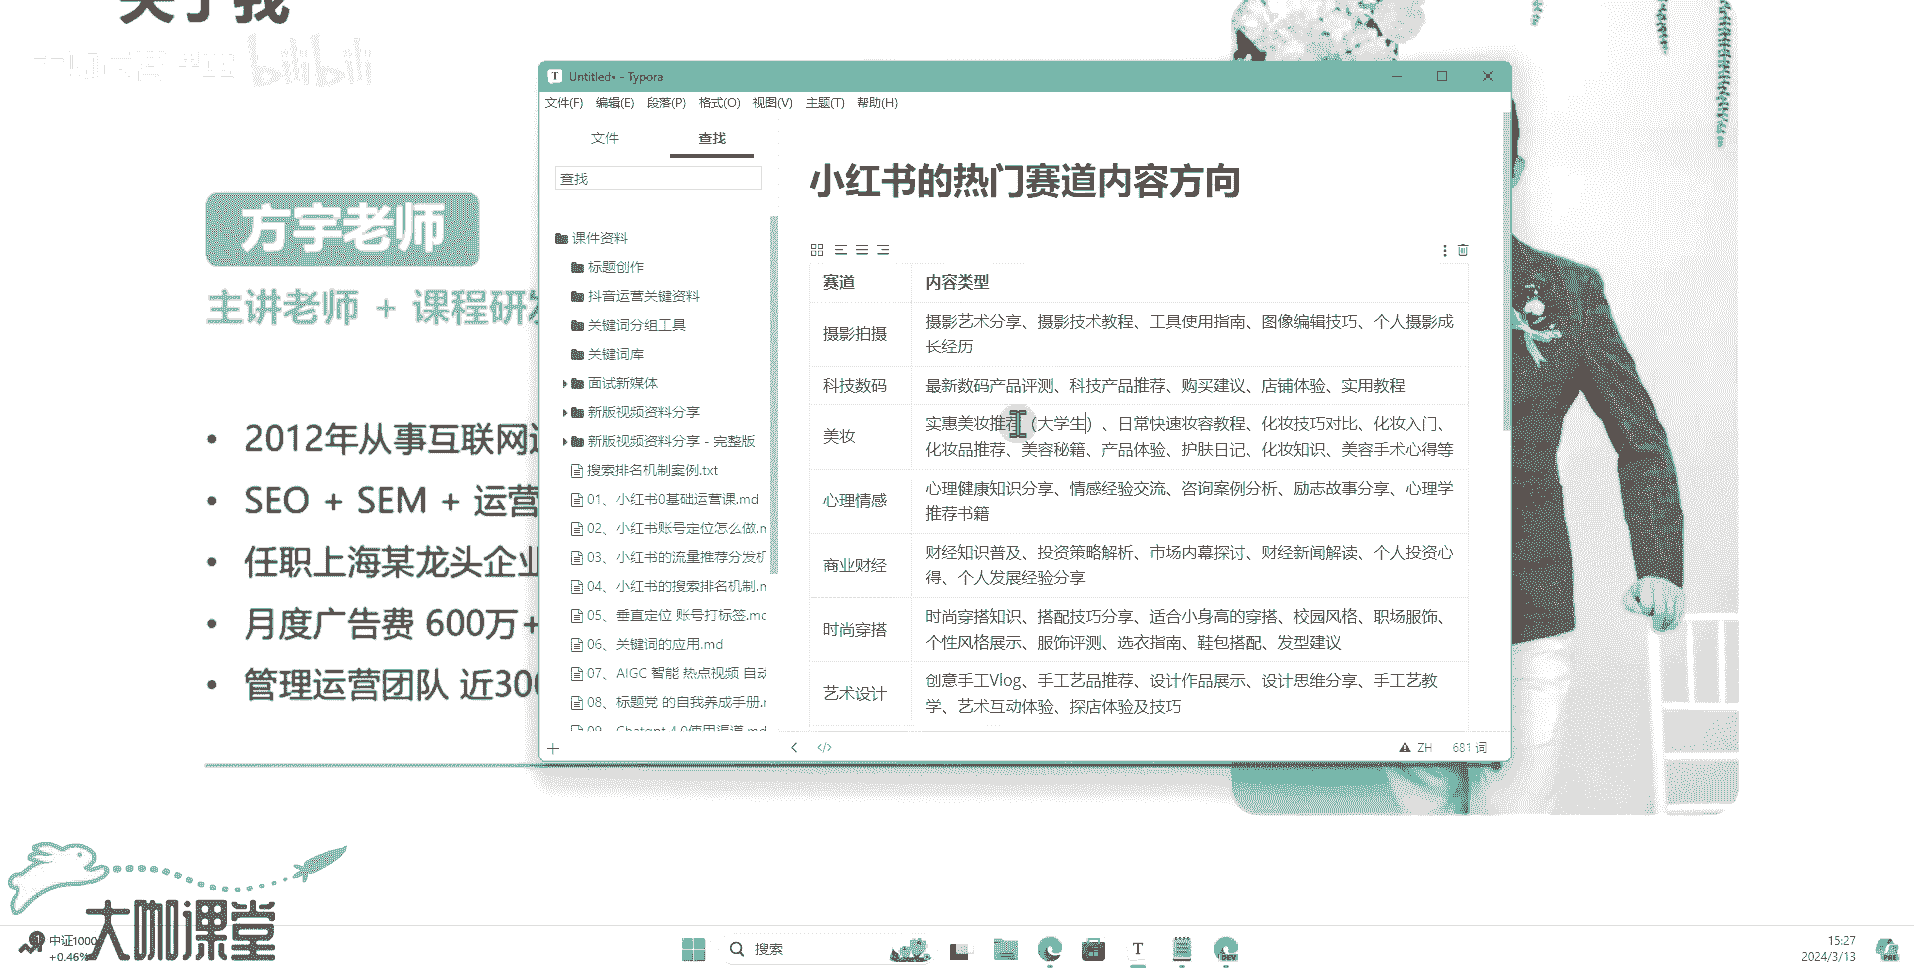 关于我
bilibili
Untitled• - Typora
文件(F) 编辑(E) 段落(P) 格式(O) 视图(V) 主题(T) 帮助(H)
文件 查找
查找
课件资料
标题创作
抖音运营关键资料
关键词分组工具
关键词库
面试新媒体
新版视频资料分享
新版视频资料分享 - 完整版
搜索排名机制案例.txt
01、小红书0基础运营课.md
02、小红书账号定位怎么做.m
03、小红书的流量推荐分发机
04、小红书的搜索排名机制.m
05、垂直定位 账号打标签.mc
06、关键词的应用.md
07、AIGC 智能 热点视频 自动
08、标题党 的自我养成手册.r
09、Chatgpt 4.0使用渠道.md
小红书的热门赛道内容方向
赛道 内容类型
摄影拍摄 摄影艺术分享、摄影技术教程、工具使用指南、图像编辑技巧、个人摄影成
长经历
科技数码 最新数码产品评测、科技产品推荐、购买建议、店铺体验、实用教程
美妆 实惠美妆推荐（大学生）、日常快速妆容教程、化妆技巧对比、化妆入门、
化妆品推荐、美容秘籍、产品体验、护肤日记、化妆知识、美容手术心得等
心理情感 心理健康知识分享、情感经验交流、咨询案例分析、励志故事分享、心理学
推荐书籍
商业财经 财经知识普及、投资策略解析、市场内幕探讨、财经新闻解读、个人投资心
得、个人发展经验分享
时尚穿搭 时尚穿搭知识、搭配技巧分享、适合小身高的穿搭、校园风格、职场服饰、
个性风格展示、服饰评测、选衣指南、鞋包搭配、发型建议
艺术设计 创意手工Vlog、手工艺品推荐、设计作品展示、设计思维分享、手工艺教
学、艺术互动体验、探店体验及技巧
ZH 681 词
方宇老师
主讲老师 + 课程研发
• 2012年从事互联网
• SEO + SEM + 运营
• 任职上海某龙头企业
• 月度广告费 600万+
• 管理运营团队 近300
大咖课堂
中证1000
+0.46%
搜索
T
DEV
15:27
2024/3/13
PRE